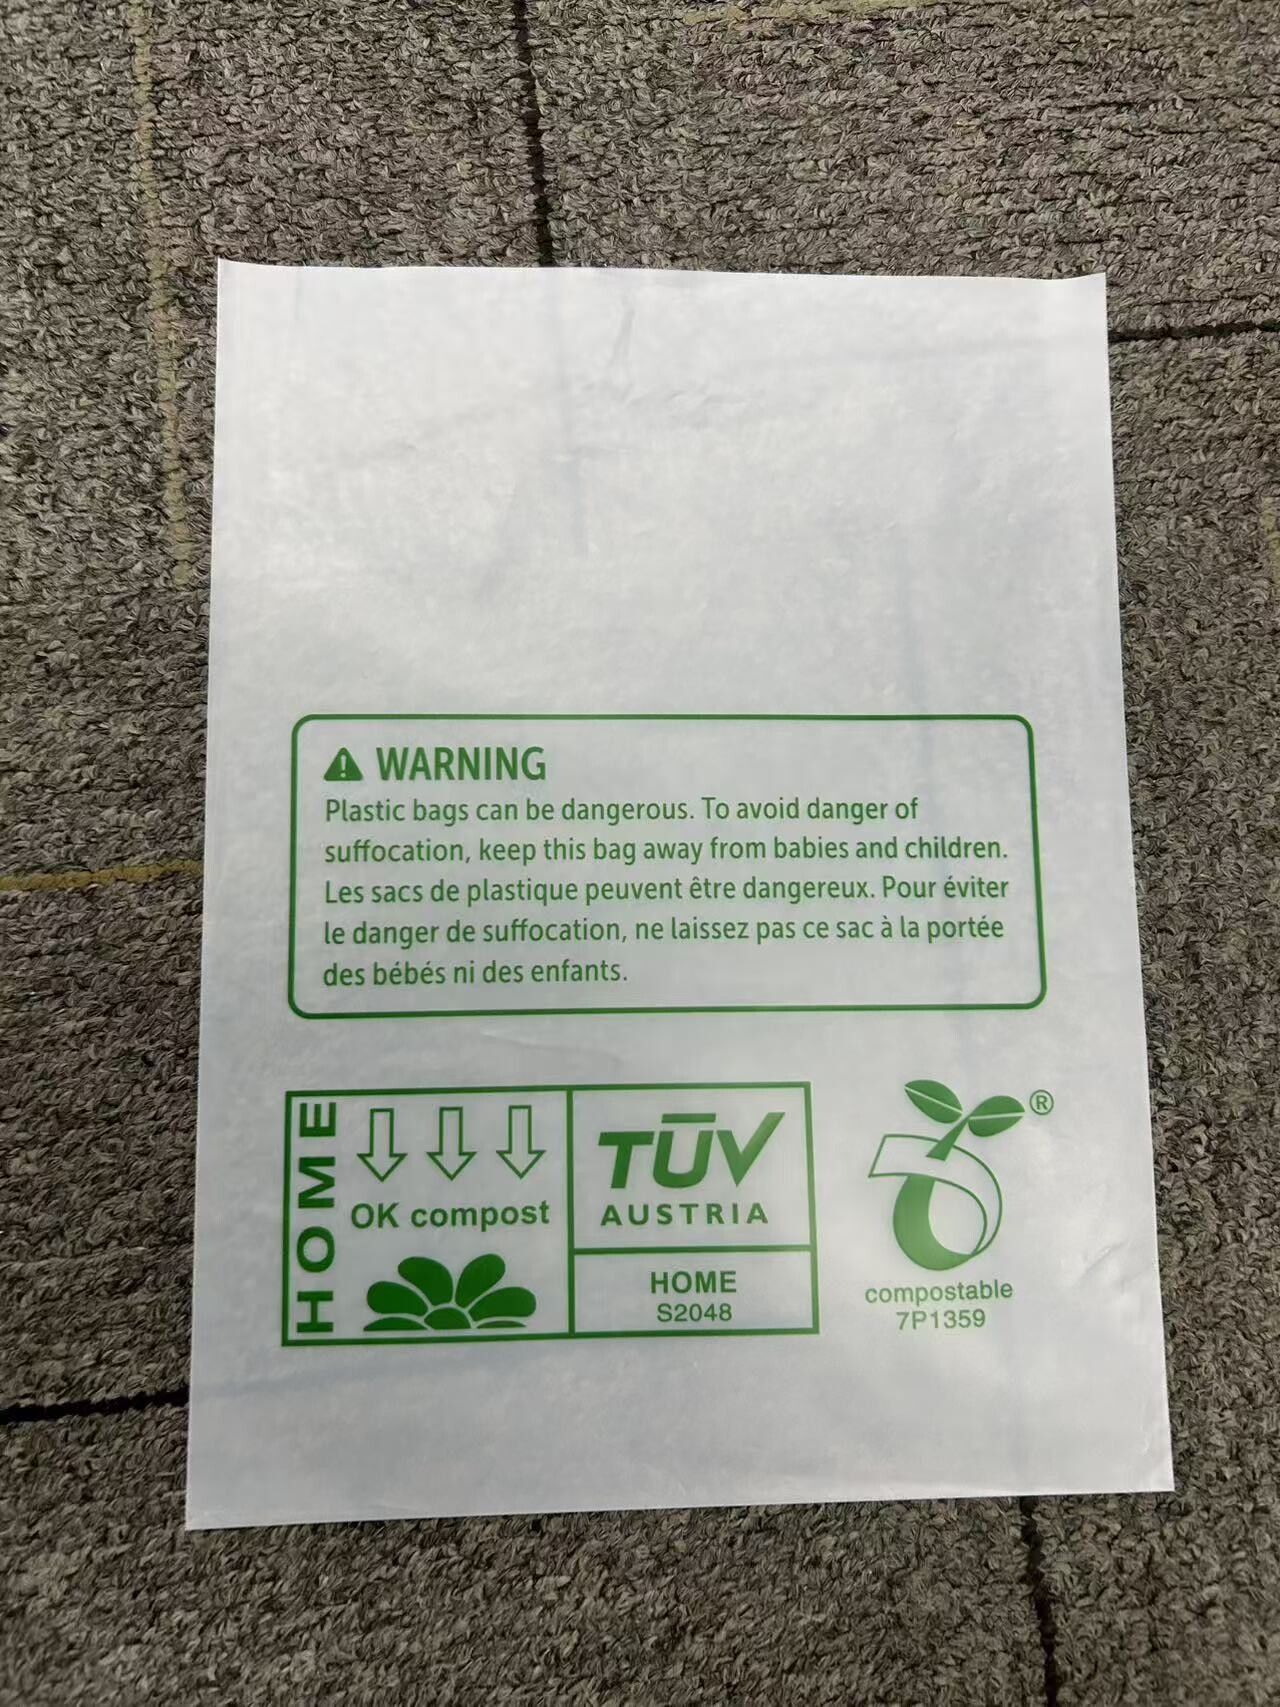 WARNING
Plastic bags can be dangerous. To avoid danger of
suffocation, keep this bag away from babies and children.
Les sacs de plastique peuvent être dangereux. Pour éviter
le danger de suffocation, ne laissez pas ce sac à la portée
des bébés ni des enfants.
HOME
OK compost
TÜV
AUSTRIA
HOME
S2048
®
compostable
7P1359